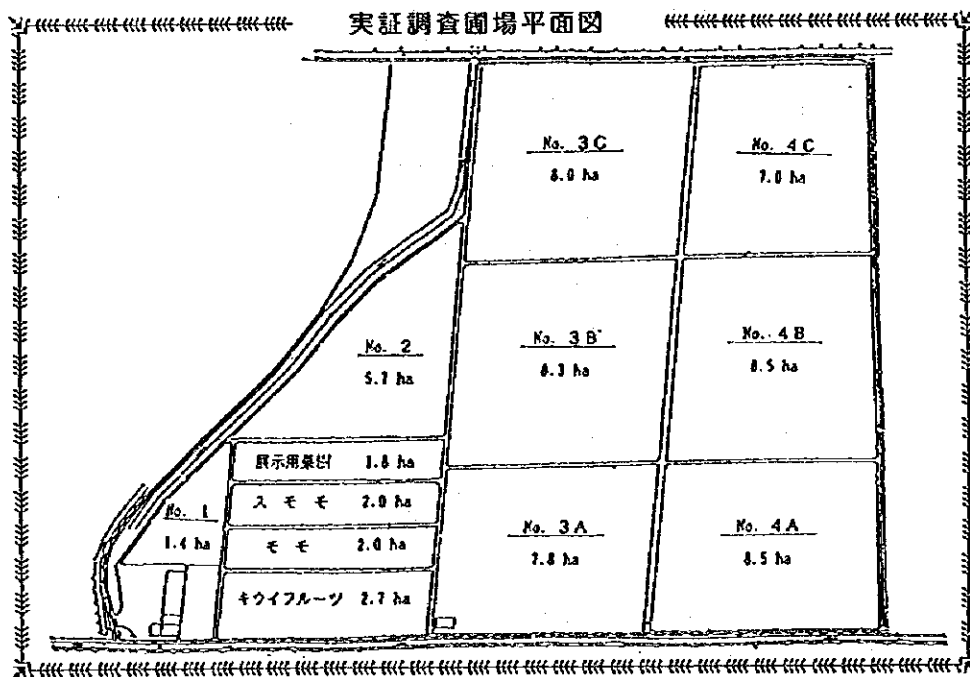 実証調査圃場平面図
No. 3C
8.0 ha
No. 4C
7.0 ha
No. 2
5.7 ha
No. 3B
8.3 ha
No. 4B
8.5 ha
展示用果樹 1.8 ha
スモモ 2.0 ha
No. 1
1.4 ha
モモ 2.0 ha
No. 3A
7.8 ha
No. 4A
8.5 ha
キウイフルーツ 2.7 ha